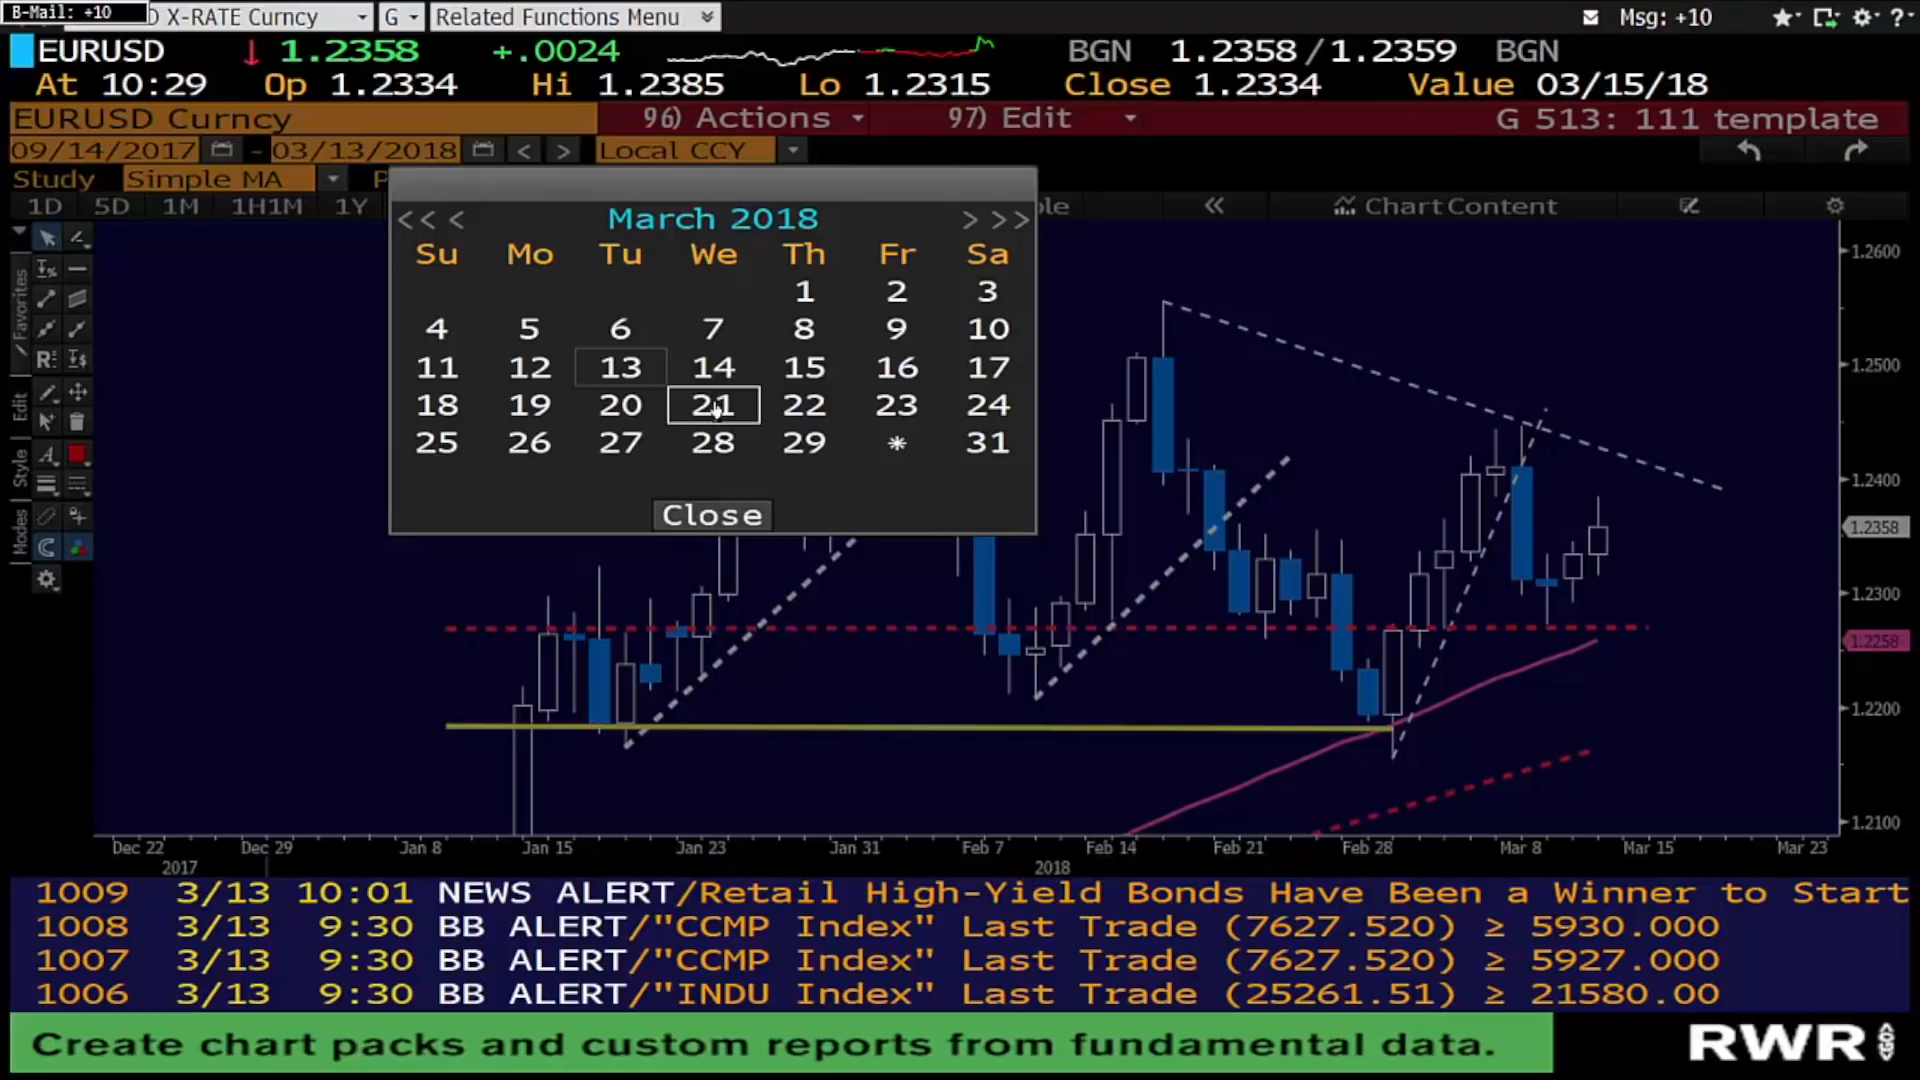 B-Mail: +10
X-RATE Curncy G Related Functions Menu Msg: +10 ?
EURUSD 1.2358 +.0024 BGN 1.2358/1.2359 BGN
At 10:29 Op 1.2334 Hi 1.2385 Lo 1.2315 Close 1.2334 Value 03/15/18
EURUSD Curncy 96) Actions 97) Edit G 513: 111 template
09/14/2017 - 03/13/2018 < > Local CCY
Study Simple MA
1D 5D 1M 1H1M 1Y « Chart Content
<<< March 2018 >>>
Su Mo Tu We Th Fr Sa
1 2 3
4 5 6 7 8 9 10
11 12 13 14 15 16 17
18 19 20 21 22 23 24
25 26 27 28 29 * 31
Close
Favorites
Edit
Style
Modes
1.2600
1.2500
1.2400
1.2358
1.2300
1.2258
1.2200
1.2100
Dec 22 Dec 29 Jan 8 Jan 15 Jan 23 Jan 31 Feb 7 Feb 14 Feb 21 Feb 28 Mar 8 Mar 15 Mar 23
2017 2018
1009 3/13 10:01 NEWS ALERT/Retail High-Yield Bonds Have Been a Winner to Start
1008 3/13 9:30 BB ALERT/"CCMP Index" Last Trade (7627.520) ≥ 5930.000
1007 3/13 9:30 BB ALERT/"CCMP Index" Last Trade (7627.520) ≥ 5927.000
1006 3/13 9:30 BB ALERT/"INDU Index" Last Trade (25261.51) ≥ 21580.00
Create chart packs and custom reports from fundamental data.
RWR